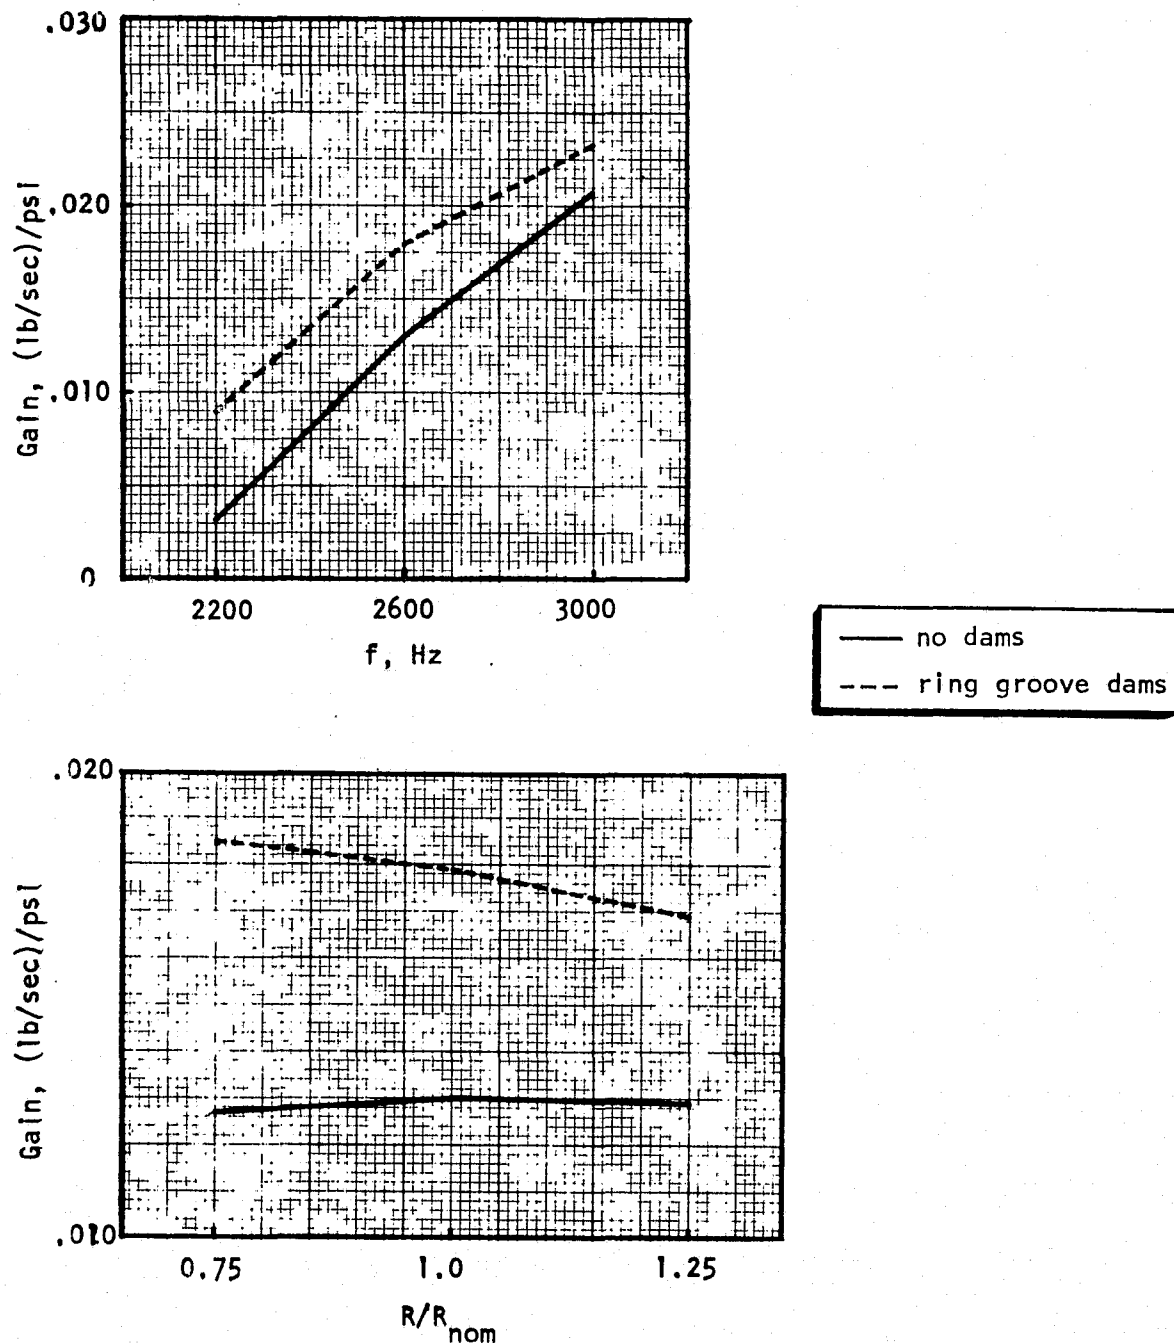 .030
.020
.010
0
Gain, (lb/sec)/psi
2200 2600 3000
f, Hz
no dams
ring groove dams
.020
.010
Gain, (lb/sec)/psi
0.75 1.0 1.25
R/Rnom